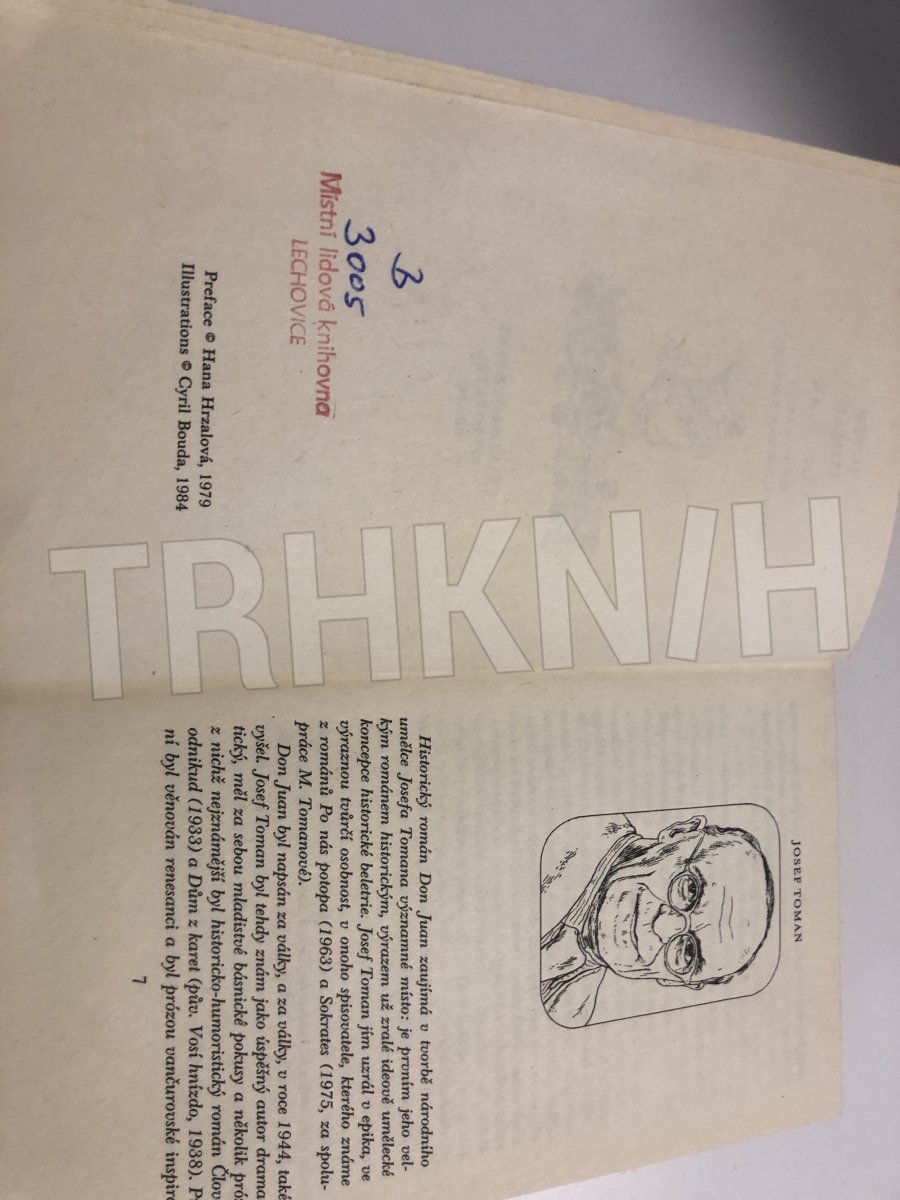 B
3005
Místní lidová knihovna
LECHOVICE
Preface © Hana Hrzalová, 1979
Illustrations © Cyril Bouda, 1984
TRHKNIH
JOSEF TOMAN
Historický román Don Juan zaujímá v tvorbě národního
umělce Josefa Tomana významné místo: je prvním jeho vel-
kým románem historickým, výrazem už zralé ideově umělecké
koncepce historické beletrie. Josef Toman jím uzrál v epika, ve
výraznou tvůrčí osobnost, v onoho spisovatele, kterého známe
z románů Po nás potopa (1963) a Sokrates (1975, za spolu-
práce M. Tomanové).
Don Juan byl napsán za války, a za války, v roce 1944, také
vyšel. Josef Toman byl tehdy znám jako úspěšný autor drama
tický, měl za sebou mladistvé básnické pokusy a několik pró
z nichž nejznámější byl historicko-humoristický román Člov
odnikud (1933) a Dům z karet (pův. Vosí hnízdo, 1938). P
ní byl věnován renesanci a byl prózou vančurovské inspir
7